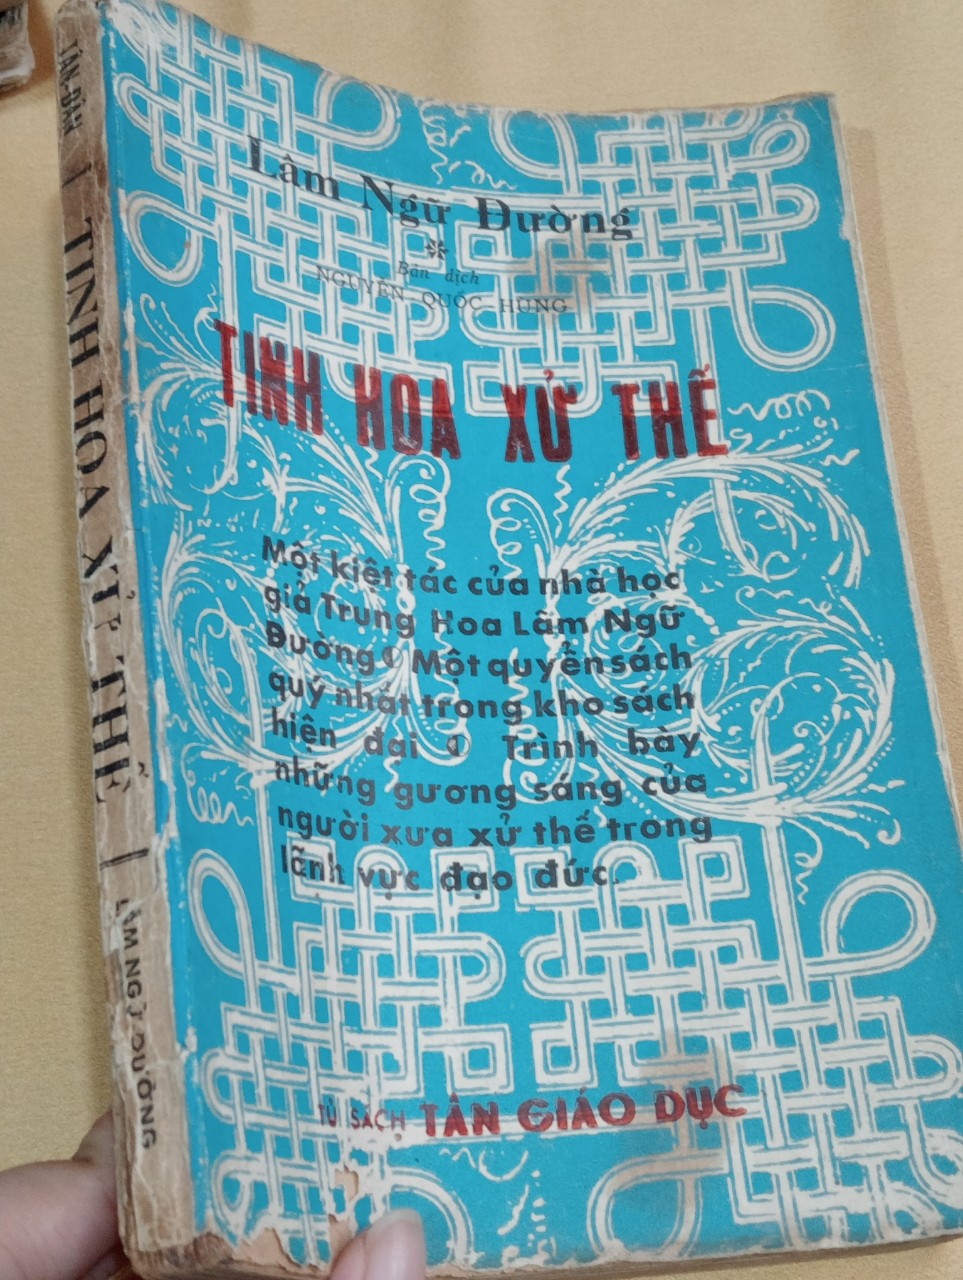 Lâm Ngữ Đường
Bản dịch
NGUYỄN QUỐC HÙNG
TINH HOA XỬ THẾ
Một kiệt tác của nhà học
giả Trung Hoa Lâm Ngữ
Đường Một quyển sách
quý nhất trong kho sách
hiện đại Trình bày
những gương sáng của
người xưa xử thế trong
lãnh vực đạo đức.
TỦ SÁCH TÂN GIÁO DỤC
TINH HOA XỬ THẾ
LÂM NGỮ ĐƯỜNG